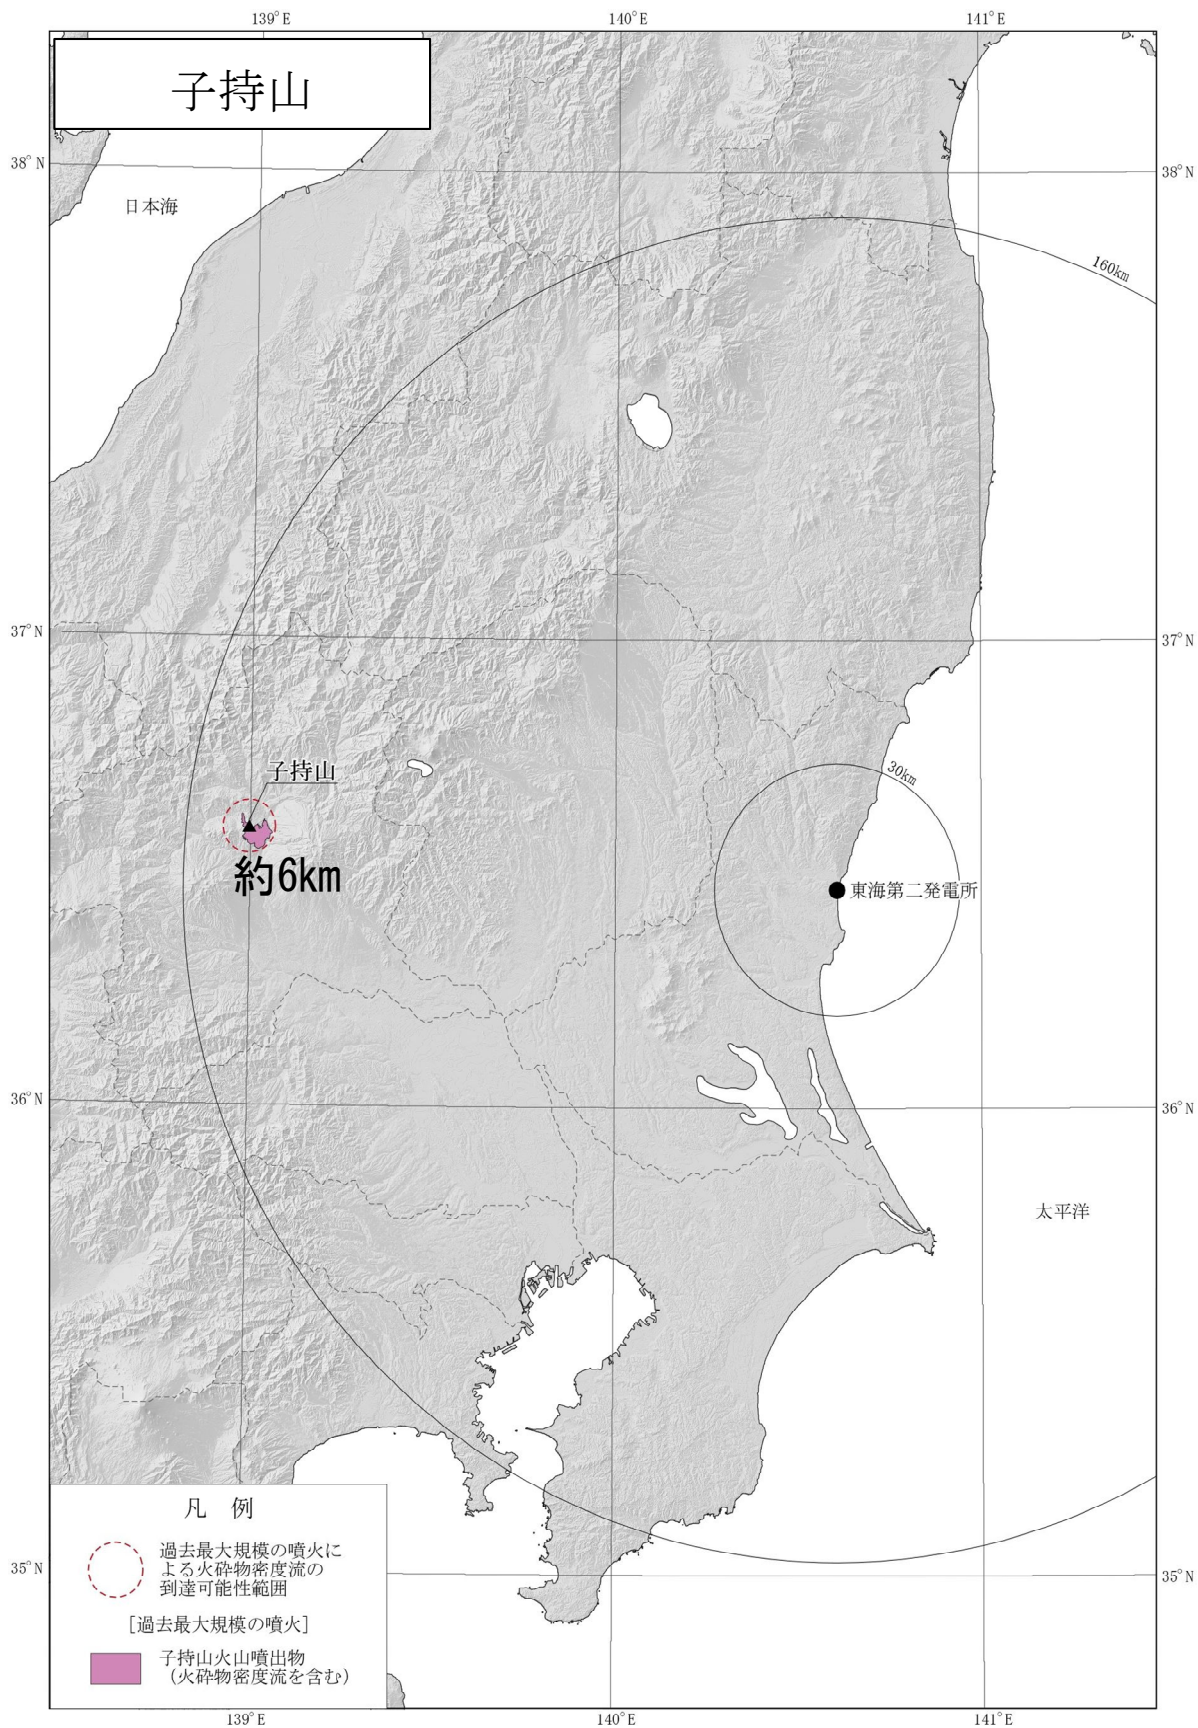 139°E
140°E
141°E
子持山
38°N
38°N
日本海
160km
37°N
37°N
子持山
30km
約6km
東海第二発電所
36°N
36°N
太平洋
凡 例
過去最大規模の噴火に
よる火砕物密度流の
到達可能性範囲
35°N
35°N
[過去最大規模の噴火]
子持山火山噴出物
(火砕物密度流を含む)
139°E
140°E
141°E